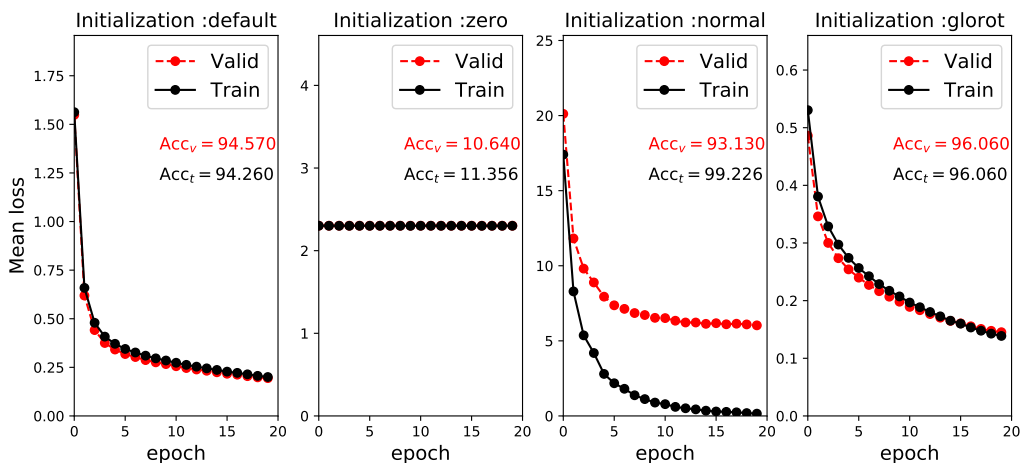 Initialization :default
Initialization :zero
Initialization :normal
Initialization :glorot
Mean loss
1.75
1.50
1.25
1.00
0.75
0.50
0.25
0.00
Valid
Train
Acc_v = 94.570
Acc_t = 94.260
0 5 10 15 20
epoch
4
3
2
1
0
Valid
Train
Acc_v = 10.640
Acc_t = 11.356
0 5 10 15 20
epoch
25
20
15
10
5
0
Valid
Train
Acc_v = 93.130
Acc_t = 99.226
0 5 10 15 20
epoch
0.6
0.5
0.4
0.3
0.2
0.1
0.0
Valid
Train
Acc_v = 96.060
Acc_t = 96.060
0 5 10 15 20
epoch